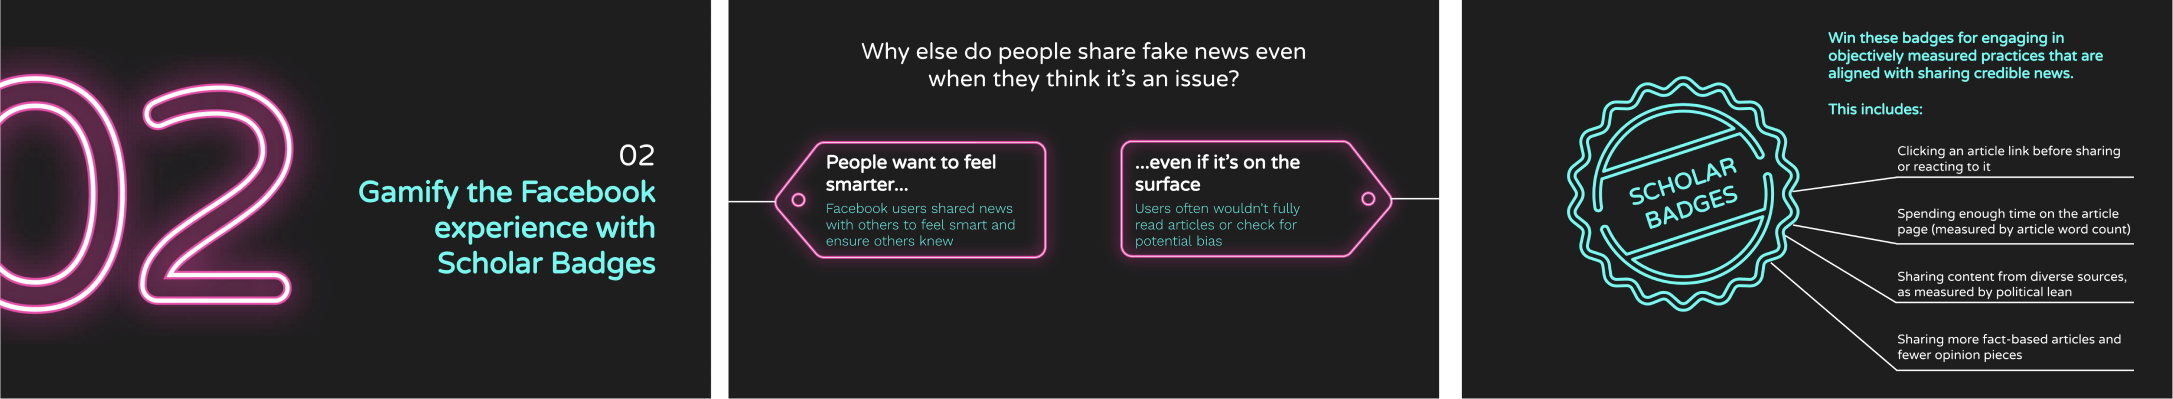 02
02
Gamify the Facebook
experience with
Scholar Badges
Why else do people share fake news even
when they think it's an issue?
People want to feel
smarter...
Facebook users shared news
with others to feel smart and
ensure others knew
...even if it's on the
surface
Users often wouldn't fully
read articles or check for
potential bias
Win these badges for engaging in
objectively measured practices that are
aligned with sharing credible news.
This includes:
SCHOLAR
BADGES
Clicking an article link before sharing
or reacting to it
Spending enough time on the article
page (measured by article word count)
Sharing content from diverse sources,
as measured by political lean
Sharing more fact-based articles and
fewer opinion pieces